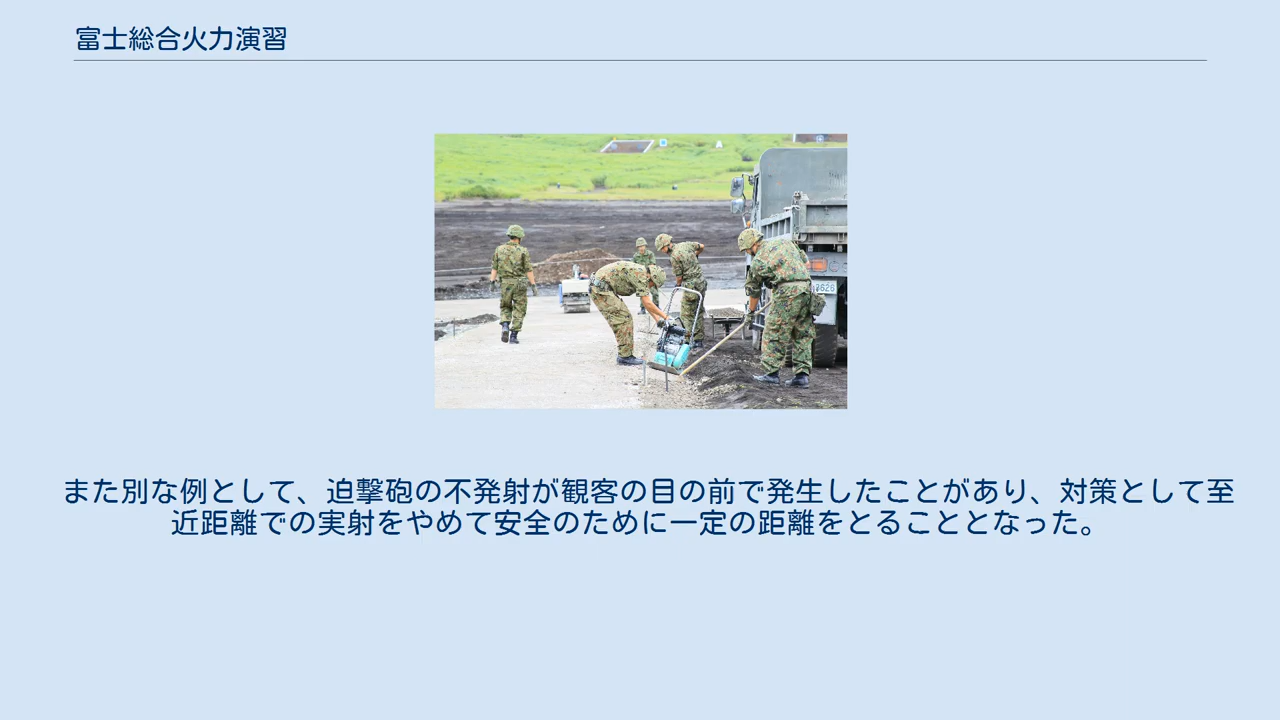 富士総合火力演習
また別な例として、迫撃砲の不発射が観客の目の前で発生したことがあり、対策として至
近距離での実射をやめて安全のために一定の距離をとることとなった。